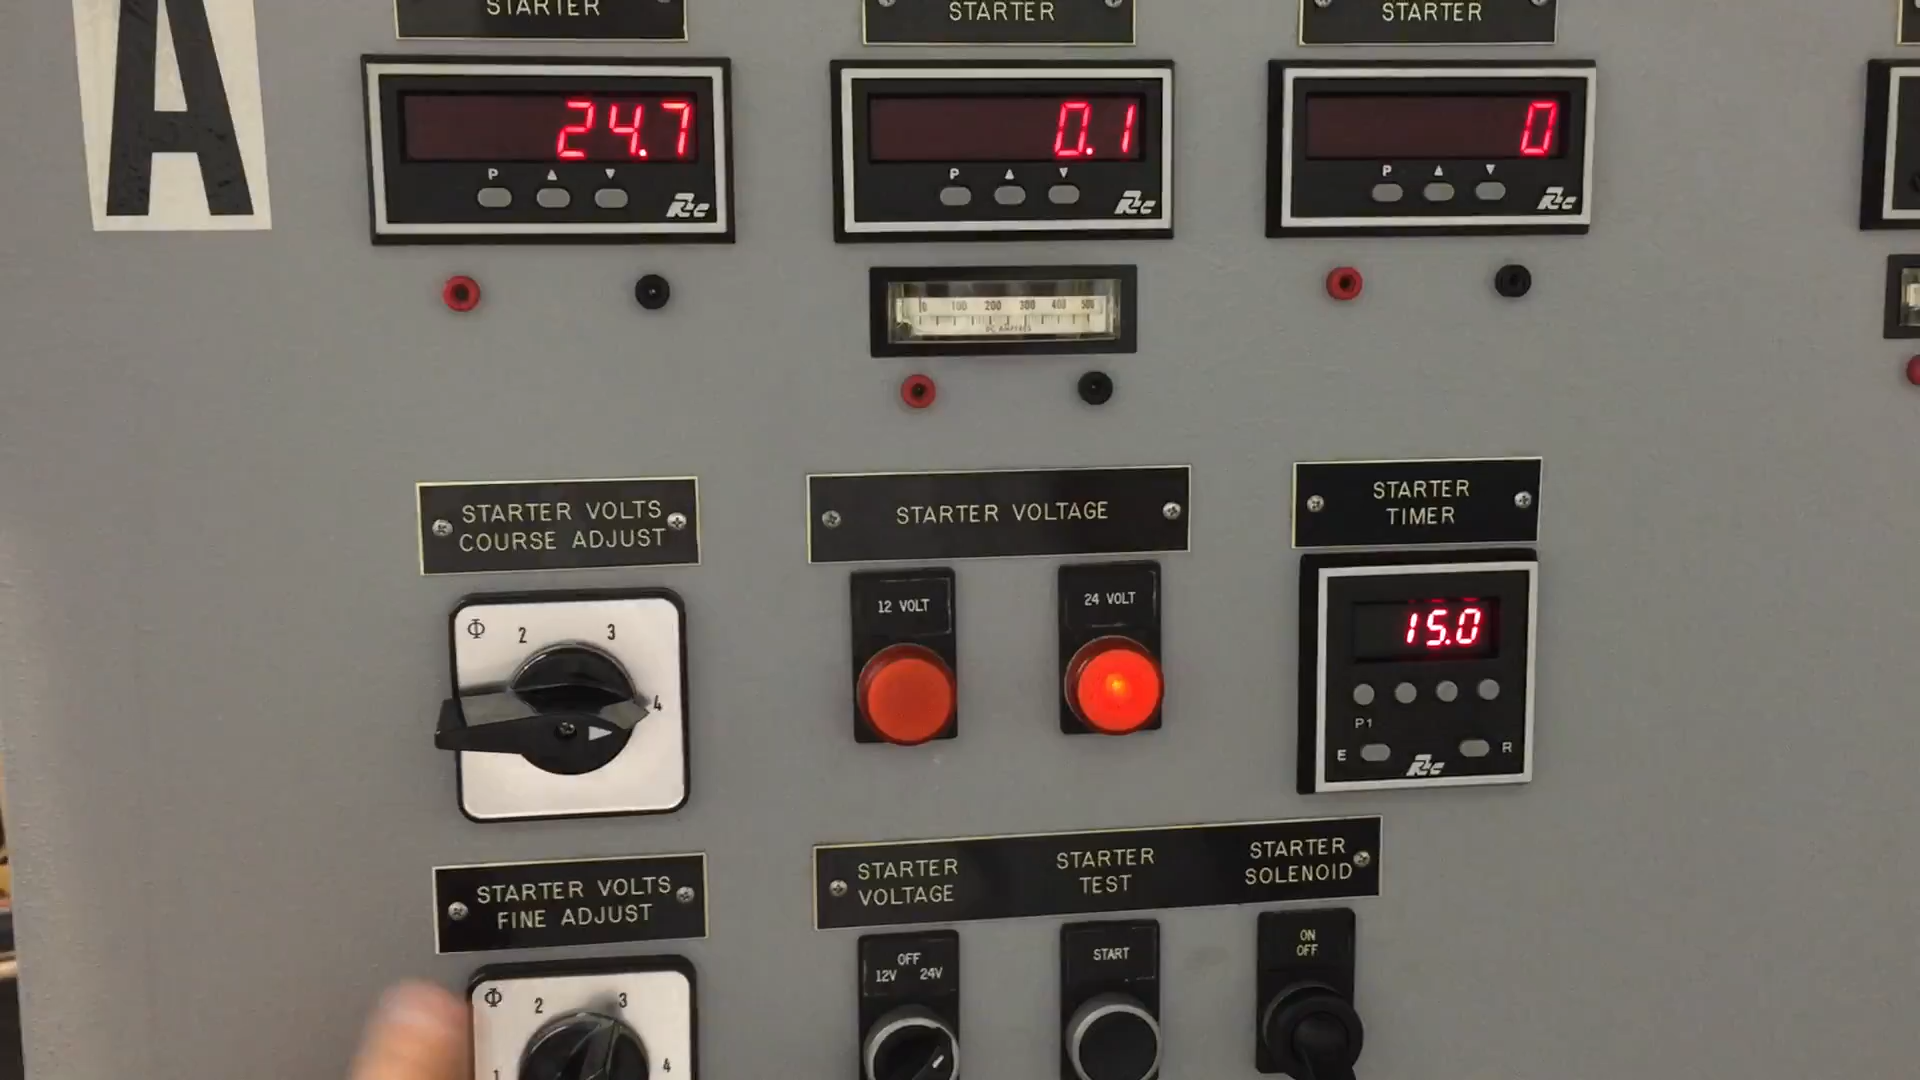 A
STARTER
STARTER
STARTER
24.7
0.1
0
P
P
P
0 100 200 300 400 500
DC AMPERES
STARTER VOLTS
COURSE ADJUST
STARTER VOLTAGE
STARTER
TIMER
12 VOLT
24 VOLT
15.0
2
3
4
P1
E
R
STARTER VOLTS
FINE ADJUST
STARTER
VOLTAGE
STARTER
TEST
STARTER
SOLENOID
OFF
12V 24V
START
ON
OFF
2
3
1
4